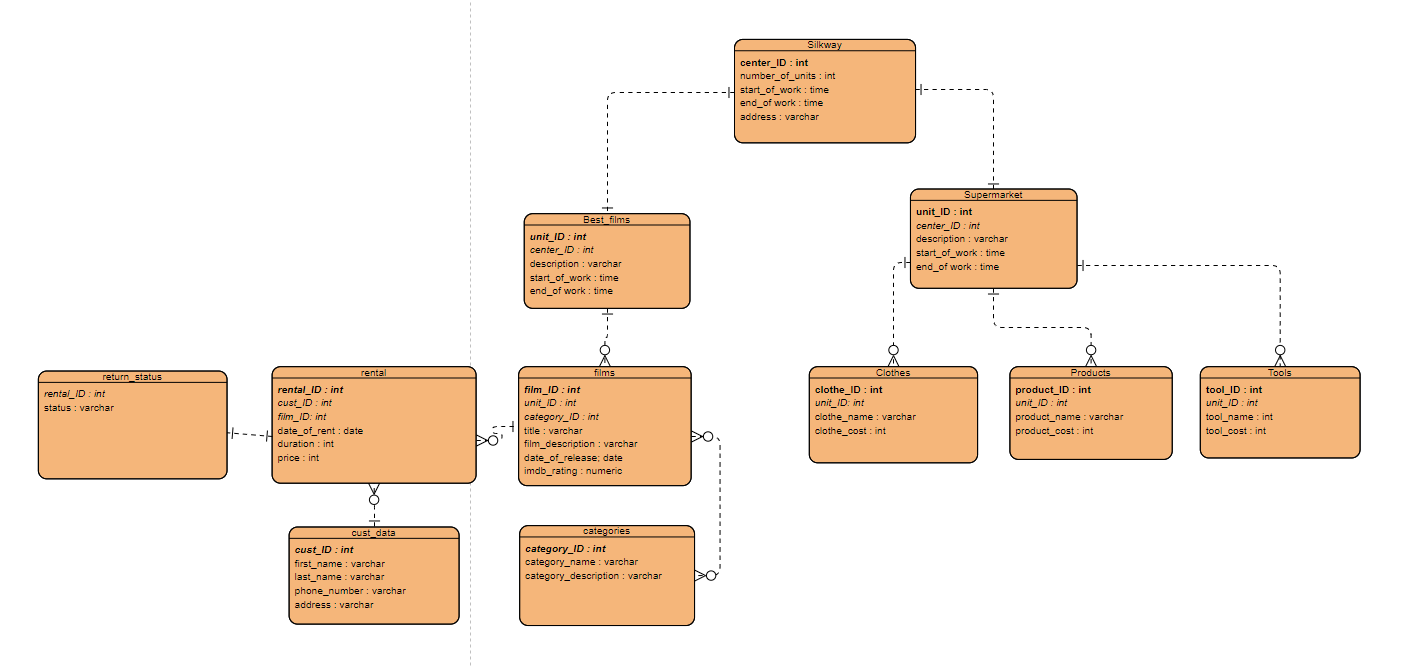 Silkway
center_ID : int
number_of_units : int
start_of_work : time
end_of work : time
address : varchar
Best_films
unit_ID : int
center_ID : int
description : varchar
start_of_work : time
end_of work : time
Supermarket
unit_ID : int
center_ID : int
description : varchar
start_of_work : time
end_of work : time
return_status
rental_ID : int
status : varchar
rental
rental_ID : int
cust_ID : int
film_ID: int
date_of_rent : date
duration : int
price : int
films
film_ID : int
unit_ID : int
category_ID : int
title : varchar
film_description : varchar
date_of_release; date
imdb_rating : numeric
Clothes
clothe_ID : int
unit_ID: int
clothe_name : varchar
clothe_cost : int
Products
product_ID : int
unit_ID : int
product_name : varchar
product_cost : int
Tools
tool_ID : int
unit_ID : int
tool_name : int
tool_cost : int
cust_data
cust_ID : int
first_name : varchar
last_name : varchar
phone_number : varchar
address : varchar
categories
category_ID : int
category_name : varchar
category_description : varchar